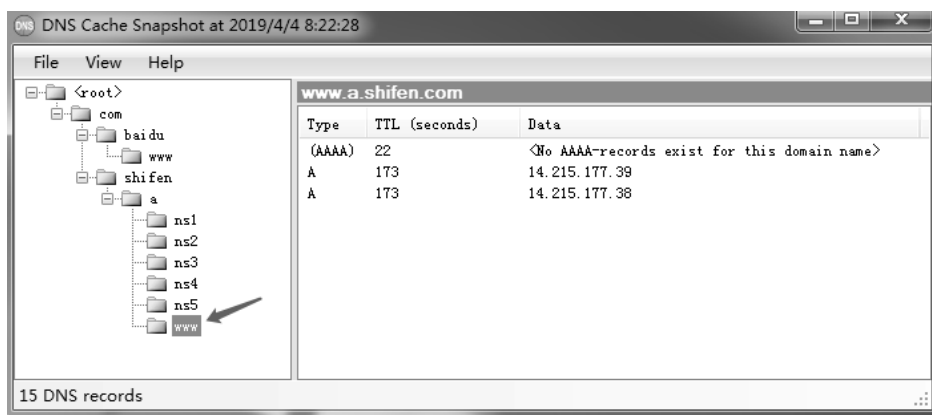 DNS DNS Cache Snapshot at 2019/4/4 8:22:28
File View Help
<root>
com
baidu
www
shifen
a
ns1
ns2
ns3
ns4
ns5
www
www.a.shifen.com
Type TTL (seconds) Data
(AAAA) 22 <No AAAA-records exist for this domain name>
A 173 14.215.177.39
A 173 14.215.177.38
15 DNS records